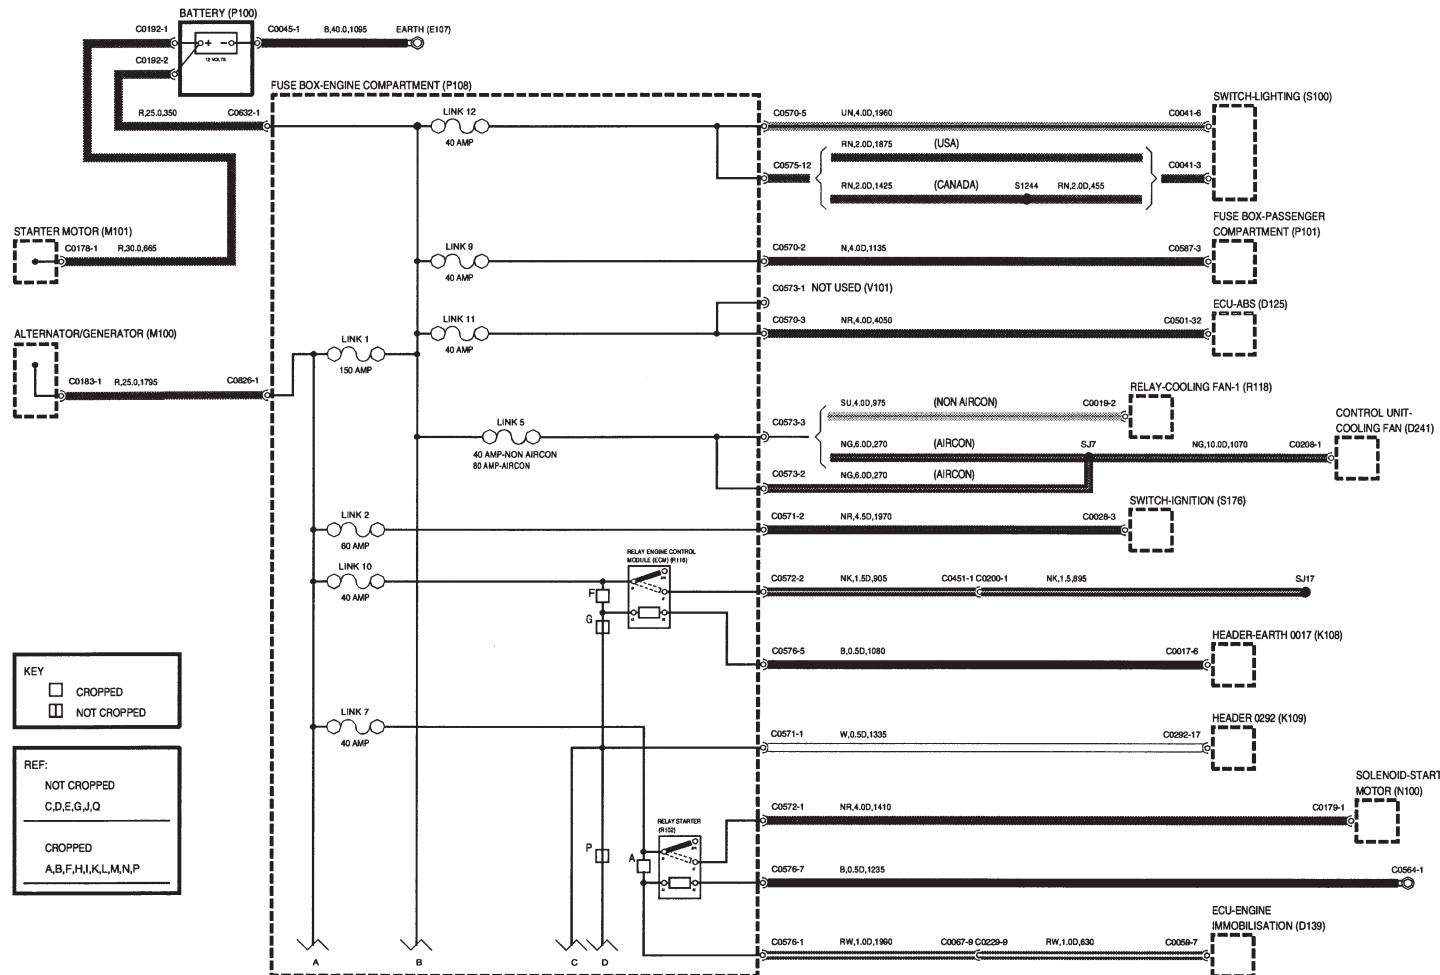 BATTERY (P100)
C0192-1
C0045-1
B,40.0,1095
EARTH (E107)
+ -
12 VOLTS
C0192-2
FUSE BOX-ENGINE COMPARTMENT (P108)
R,25.0,350
C0632-1
LINK 12
40 AMP
C0570-5
UN,4.0D,1960
C0041-6
SWITCH-LIGHTING (S100)
RN,2.0D,1875
(USA)
C0575-12
C0041-3
RN,2.0D,1425
(CANADA)
S1244
RN,2.0D,455
STARTER MOTOR (M101)
C0178-1
R,30.0,665
LINK 9
40 AMP
C0570-2
N,4.0D,1135
C0587-3
FUSE BOX-PASSENGER
COMPARTMENT (P101)
C0573-1 NOT USED (V101)
ALTERNATOR/GENERATOR (M100)
LINK 11
40 AMP
C0570-3
NR,4.0D,4050
C0501-32
ECU-ABS (D125)
LINK 1
150 AMP
C0183-1
R,25.0,1795
C0826-1
LINK 5
40 AMP-NON AIRCON
80 AMP-AIRCON
C0573-3
SU,4.0D,975
(NON AIRCON)
C0019-2
RELAY-COOLING FAN-1 (R118)
NG,6.0D,270
(AIRCON)
SJ7
NG,10.0D,1070
C0208-1
CONTROL UNIT-
COOLING FAN (D241)
C0573-2
NG,6.0D,270
(AIRCON)
LINK 2
60 AMP
C0571-2
NR,4.5D,1970
C0028-3
SWITCH-IGNITION (S176)
LINK 10
40 AMP
RELAY ENGINE CONTROL
MODULE (ECM) (R116)
F
G
C0572-2
NK,1.5D,905
C0451-1 C0200-1
NK,1.5,895
SJ17
C0576-5
B,0.5D,1080
C0017-6
HEADER-EARTH 0017 (K108)
KEY
CROPPED
NOT CROPPED
LINK 7
40 AMP
C0571-1
W,0.5D,1335
C0292-17
HEADER 0292 (K109)
REF:
NOT CROPPED
C,D,E,G,J,Q
CROPPED
A,B,F,H,I,K,L,M,N,P
C0572-1
NR,4.0D,1410
C0179-1
SOLENOID-START
MOTOR (N100)
RELAY STARTER
(R102)
P
A
C0576-7
B,0.5D,1235
C0564-1
C0576-1
RW,1.0D,1990
C0067-9 C0229-9
RW,1.0D,630
C0059-7
ECU-ENGINE
IMMOBILISATION (D139)
A
B
C
D